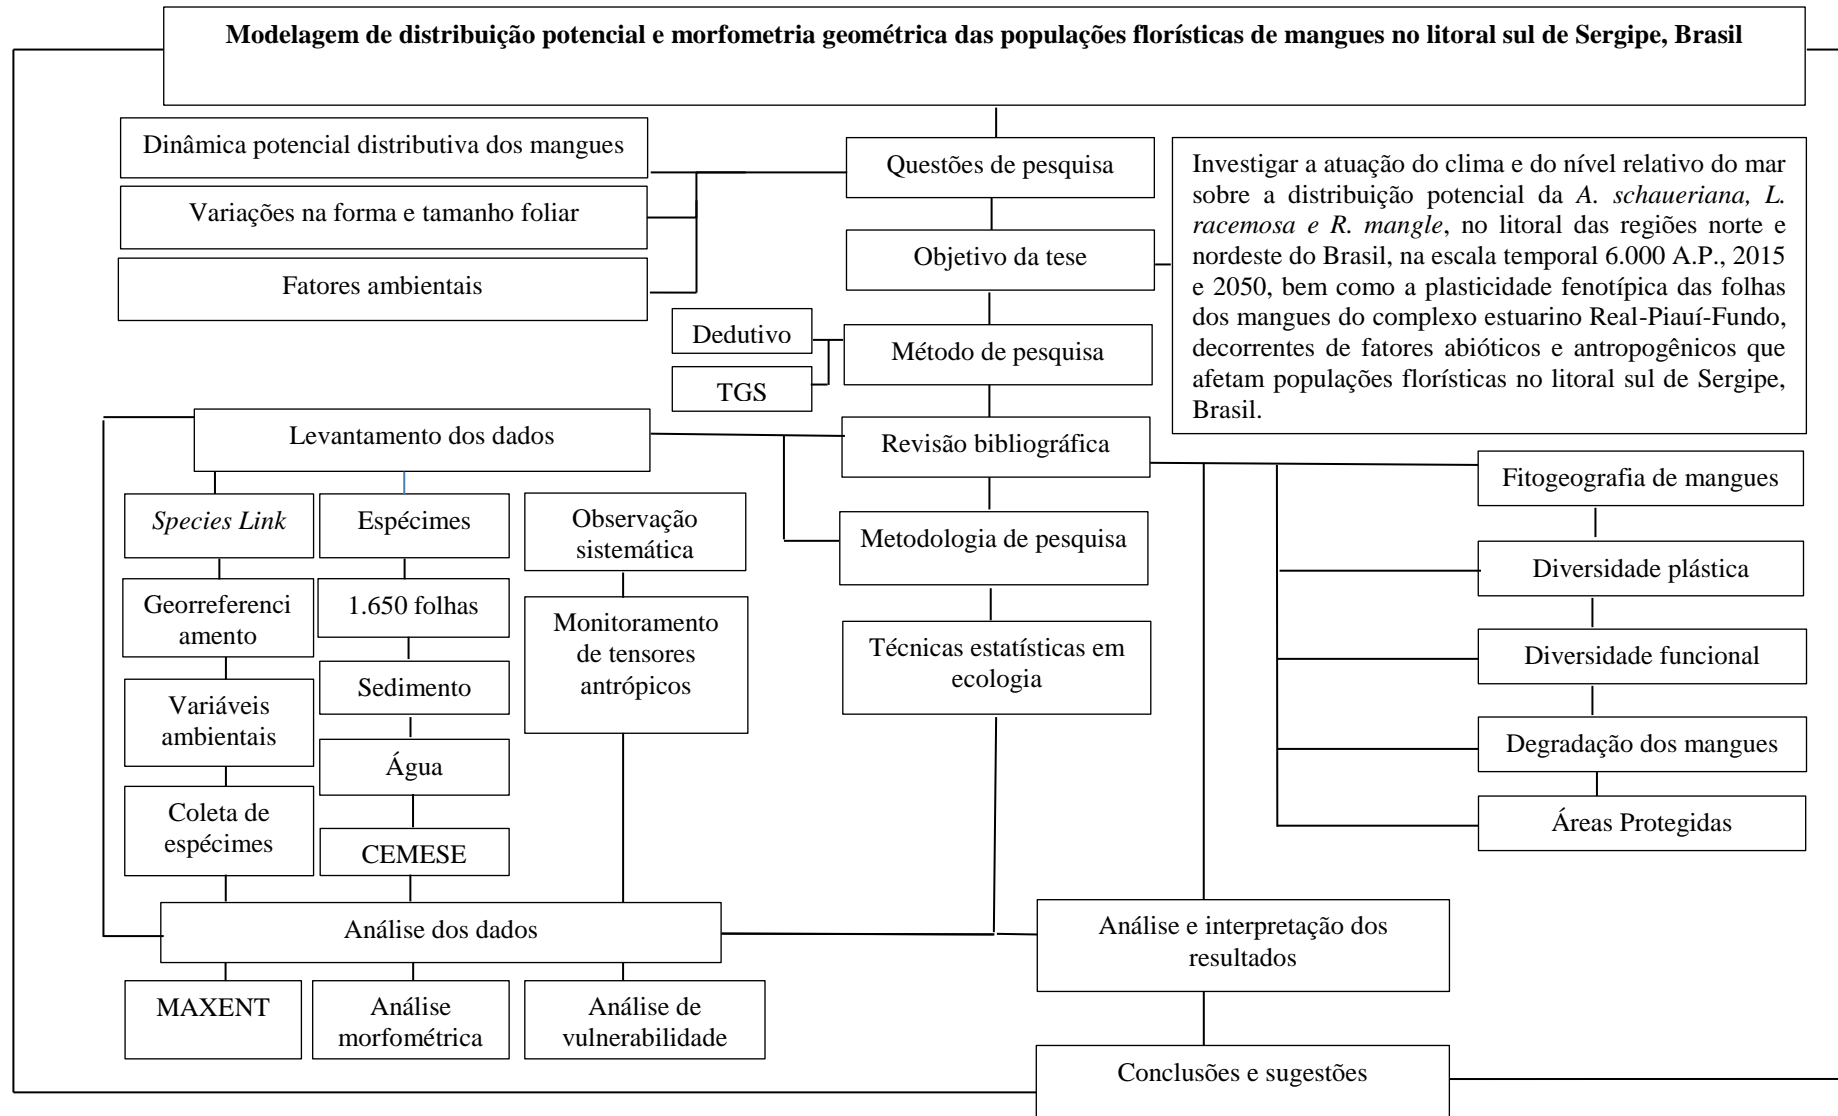 Modelagem de distribuição potencial e morfometria geométrica das populações florísticas de mangues no litoral sul de Sergipe, Brasil
Dinâmica potencial distributiva dos mangues
Variações na forma e tamanho foliar
Fatores ambientais
Questões de pesquisa
Objetivo da tese
Investigar a atuação do clima e do nível relativo do mar
sobre a distribuição potencial da A. schaueriana, L.
racemosa e R. mangle, no litoral das regiões norte e
nordeste do Brasil, na escala temporal 6.000 A.P., 2015
e 2050, bem como a plasticidade fenotípica das folhas
dos mangues do complexo estuarino Real-Piauí-Fundo,
decorrentes de fatores abióticos e antropogênicos que
afetam populações florísticas no litoral sul de Sergipe,
Brasil.
Dedutivo
TGS
Método de pesquisa
Levantamento dos dados
Revisão bibliográfica
Fitogeografia de mangues
Diversidade plástica
Diversidade funcional
Degradação dos mangues
Áreas Protegidas
Species Link
Georreferenci
amento
Variáveis
ambientais
Coleta de
espécimes
Espécimes
1.650 folhas
Sedimento
Água
CEMESE
Observação
sistemática
Monitoramento
de tensores
antrópicos
Metodologia de pesquisa
Técnicas estatísticas em
ecologia
Análise dos dados
MAXENT
Análise
morfométrica
Análise de
vulnerabilidade
Análise e interpretação dos
resultados
Conclusões e sugestões